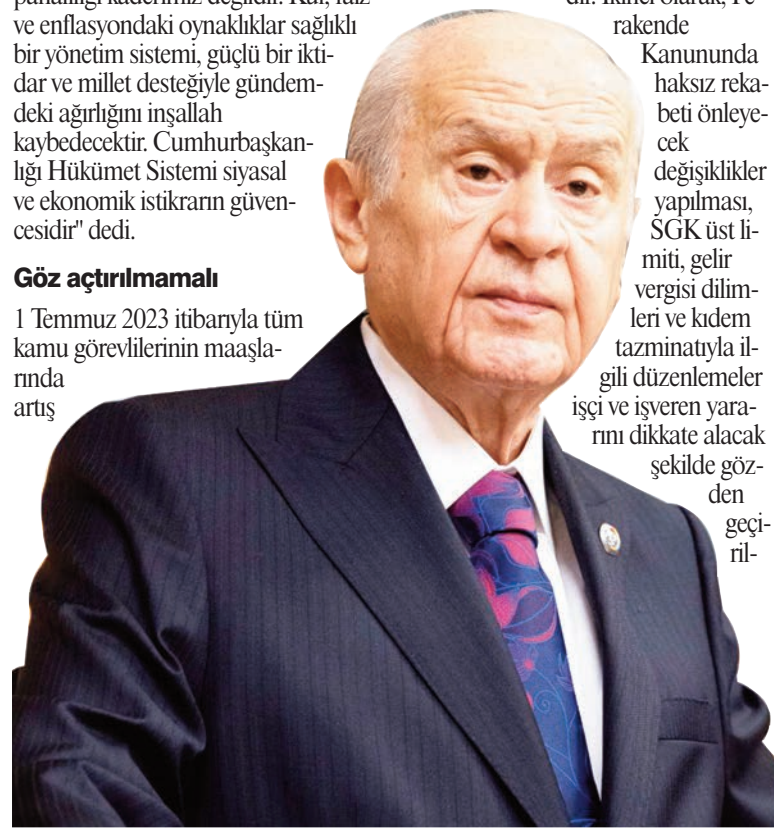 ve enflasyondaki oynaklıklar sağlıklı
bir yönetim sistemi, güçlü bir ikti-
dar ve millet desteğiyle gündem-
deki ağırlığını inşallah
kaybedecektir. Cumhurbaşkan-
lığı Hükümet Sistemi siyasal
ve ekonomik istikrarın güven-
cesidir" dedi.
Göz açtırılmamalı
1 Temmuz 2023 itibarıyla tüm
kamu görevlilerinin maaşla-
rında
artış
rakende
Kanununda
haksız reka-
beti önleye-
cek
değişiklikler
yapılması,
SGK üst li-
miti, gelir
vergisi dilim-
leri ve kıdem
tazminatıyla il-
gili düzenlemeler
işçi ve işveren yara-
rını dikkate alacak
şekilde göz-
den
geçi-
ril-